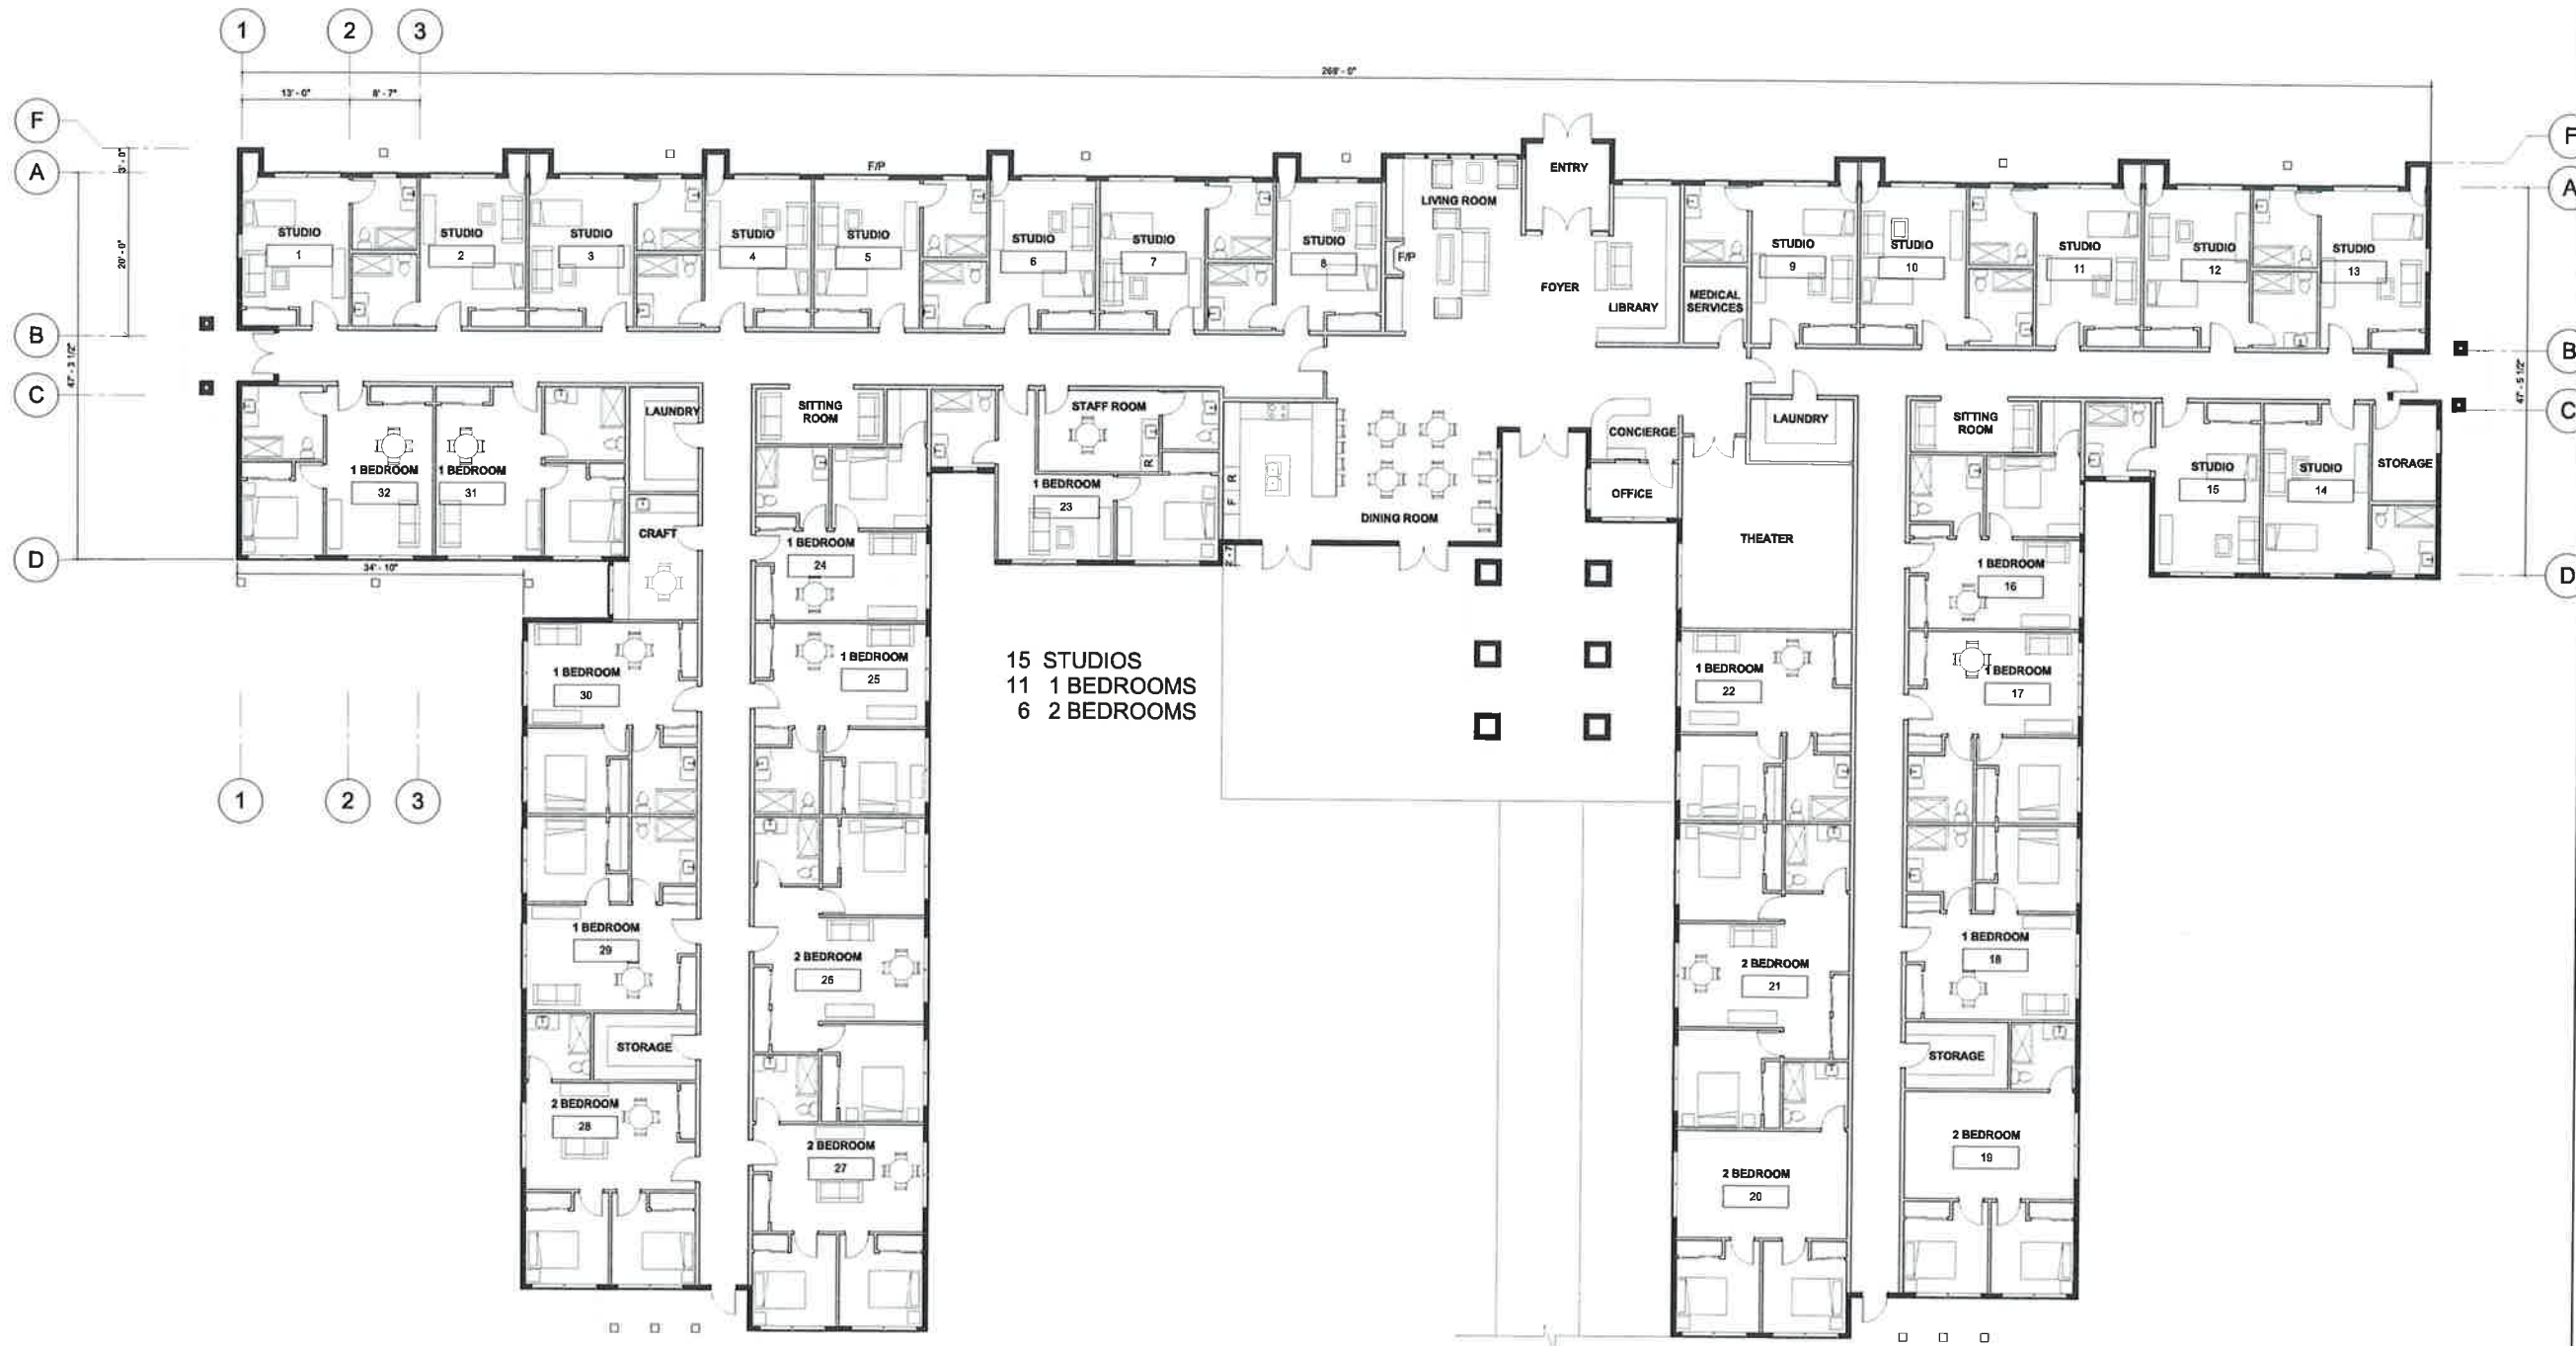 1 2 3
268' - 0"
13' - 0" 8' - 7"
F
F
A
A
3' - 0"
20' - 0"
47' - 3 1/2"
47' - 5 1/2"
B
B
C
C
D
D
F/P
ENTRY
LIVING ROOM
F/P
FOYER
LIBRARY
MEDICAL
SERVICES
STUDIO
1
STUDIO
2
STUDIO
3
STUDIO
4
STUDIO
5
STUDIO
6
STUDIO
7
STUDIO
8
STUDIO
9
STUDIO
10
STUDIO
11
STUDIO
12
STUDIO
13
1 BEDROOM
32
1 BEDROOM
31
LAUNDRY
CRAFT
SITTING
ROOM
STAFF ROOM
R
1 BEDROOM
23
F R
DINING ROOM
CONCIERGE
OFFICE
LAUNDRY
THEATER
SITTING
ROOM
STUDIO
15
STUDIO
14
STORAGE
34' - 10"
2' - 7"
1 BEDROOM
24
1 BEDROOM
16
1 BEDROOM
30
1 BEDROOM
25
15 STUDIOS
11 1 BEDROOMS
6 2 BEDROOMS
1 BEDROOM
22
1 BEDROOM
17
1 2 3
1 BEDROOM
29
2 BEDROOM
26
2 BEDROOM
21
1 BEDROOM
18
STORAGE
STORAGE
2 BEDROOM
28
2 BEDROOM
27
2 BEDROOM
20
2 BEDROOM
19